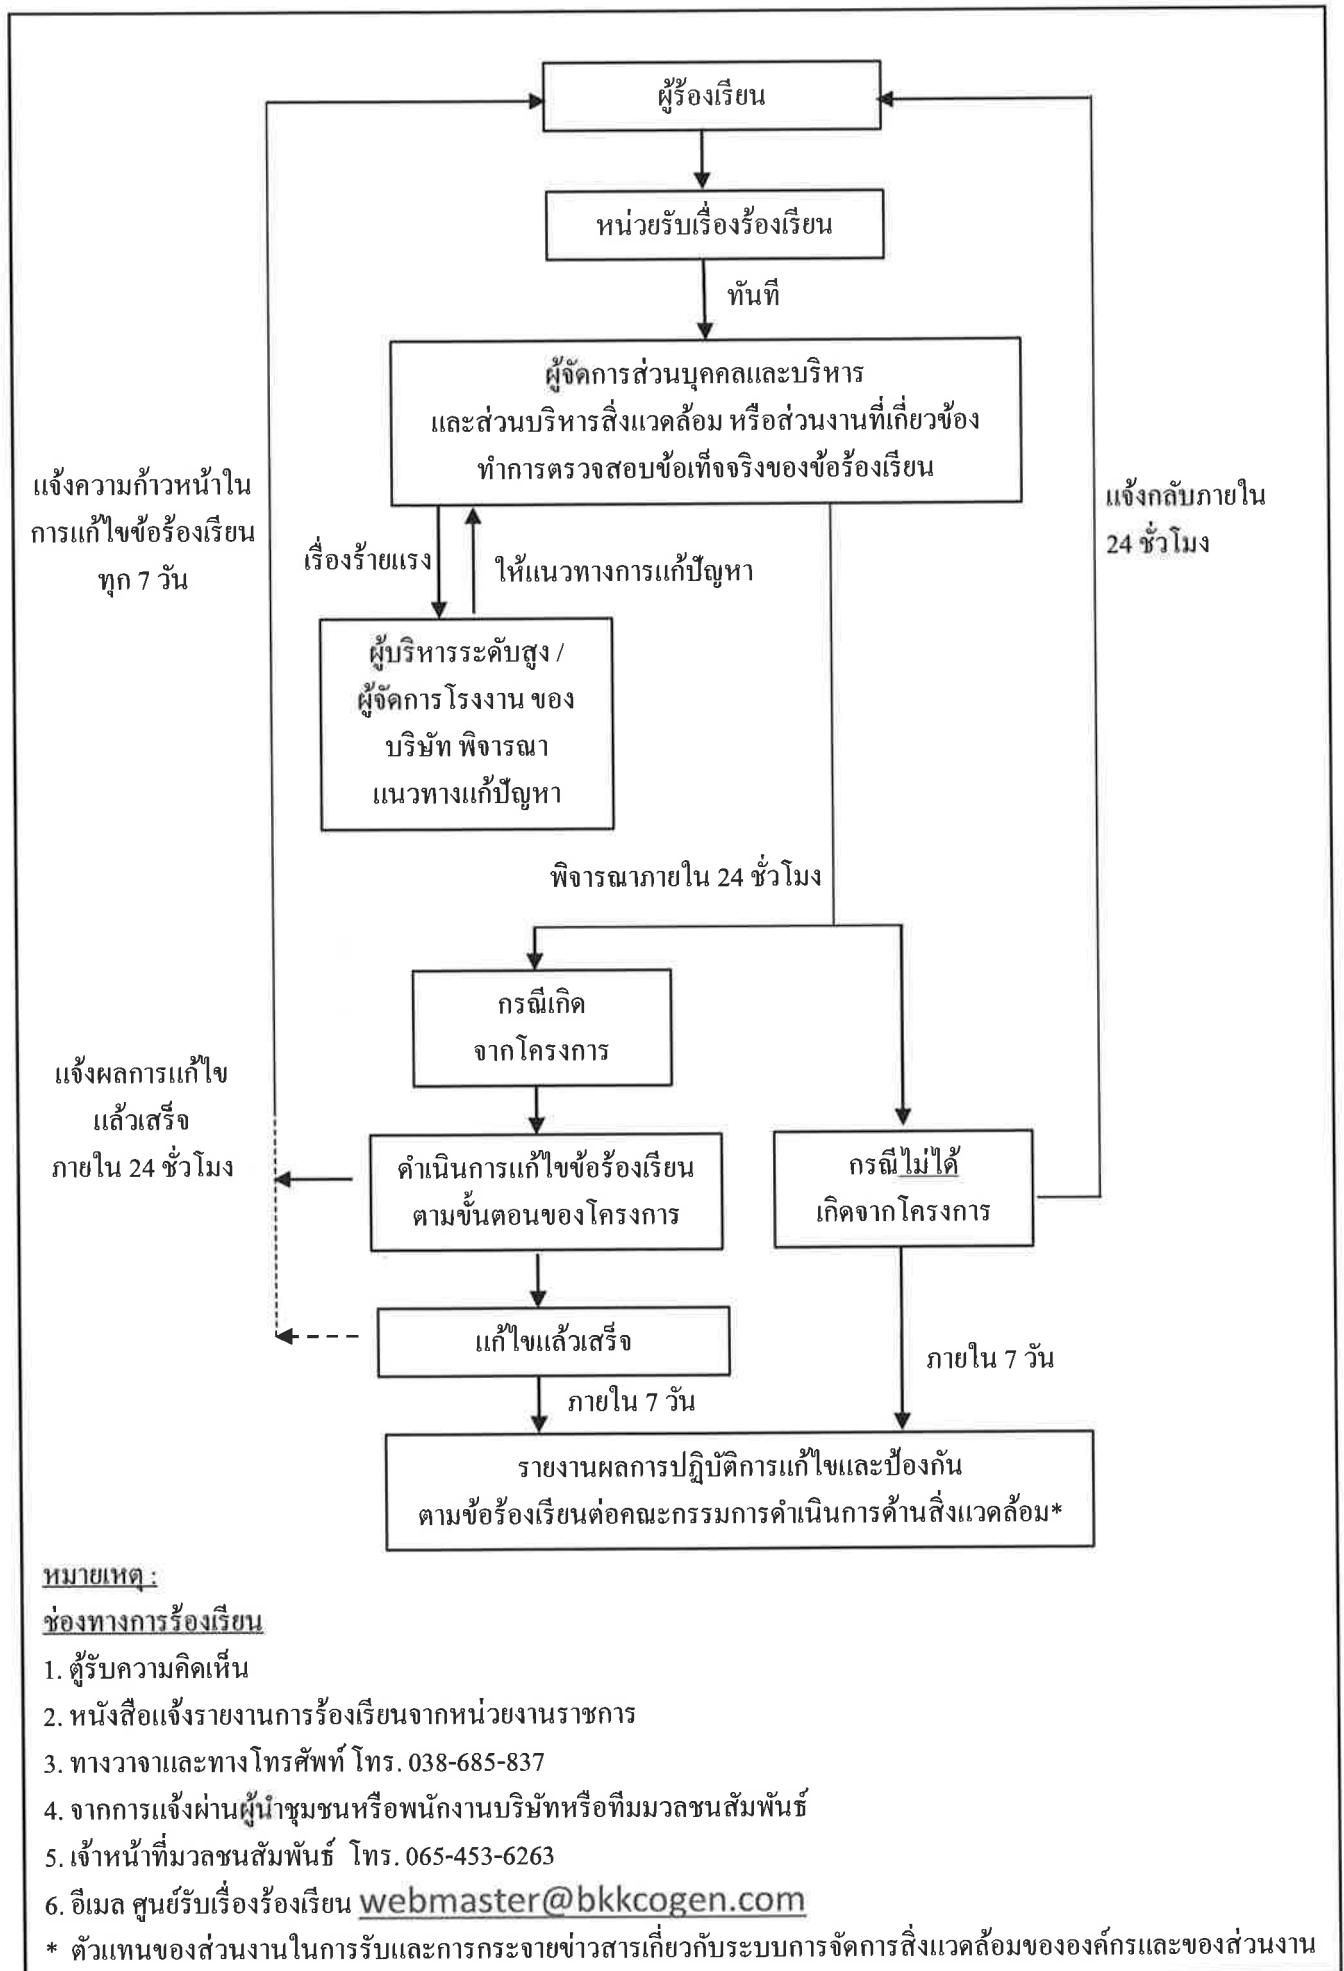 ผู้ร้องเรียน
หน่วยรับเรื่องร้องเรียน
ทันที
ผู้จัดการส่วนบุคคลและบริหาร
และส่วนบริหารสิ่งแวดล้อม หรือส่วนงานที่เกี่ยวข้อง
ทำการตรวจสอบข้อเท็จจริงของข้อร้องเรียน
แจ้งความก้าวหน้าใน
การแก้ไขข้อร้องเรียน
ทุก 7 วัน
แจ้งกลับภายใน
24 ชั่วโมง
เรื่องร้ายแรง
ให้แนวทางการแก้ปัญหา
ผู้บริหารระดับสูง /
ผู้จัดการโรงงาน ของ
บริษัท พิจารณา
แนวทางแก้ปัญหา
พิจารณาภายใน 24 ชั่วโมง
กรณีเกิด
จากโครงการ
แจ้งผลการแก้ไข
แล้วเสร็จ
ภายใน 24 ชั่วโมง
ดำเนินการแก้ไขข้อร้องเรียน
ตามขั้นตอนของโครงการ
กรณีไม่ได้
เกิดจากโครงการ
แก้ไขแล้วเสร็จ
ภายใน 7 วัน
ภายใน 7 วัน
รายงานผลการปฏิบัติการแก้ไขและป้องกัน
ตามข้อร้องเรียนต่อคณะกรรมการดำเนินการด้านสิ่งแวดล้อม*
หมายเหตุ :
ช่องทางการร้องเรียน
1. ตู้รับความคิดเห็น
2. หนังสือแจ้งรายงานการร้องเรียนจากหน่วยงานราชการ
3. ทางวาจาและทางโทรศัพท์ โทร. 038-685-837
4. จากการแจ้งผ่านผู้นำชุมชนหรือพนักงานบริษัทหรือทีมมวลชนสัมพันธ์
5. เจ้าหน้าที่มวลชนสัมพันธ์ โทร. 065-453-6263
6. อีเมล ศูนย์รับเรื่องร้องเรียน webmaster@bkkcogen.com
* ตัวแทนของส่วนงานในการรับและการกระจายข่าวสารเกี่ยวกับระบบการจัดการสิ่งแวดล้อมขององค์กรและของส่วนงาน